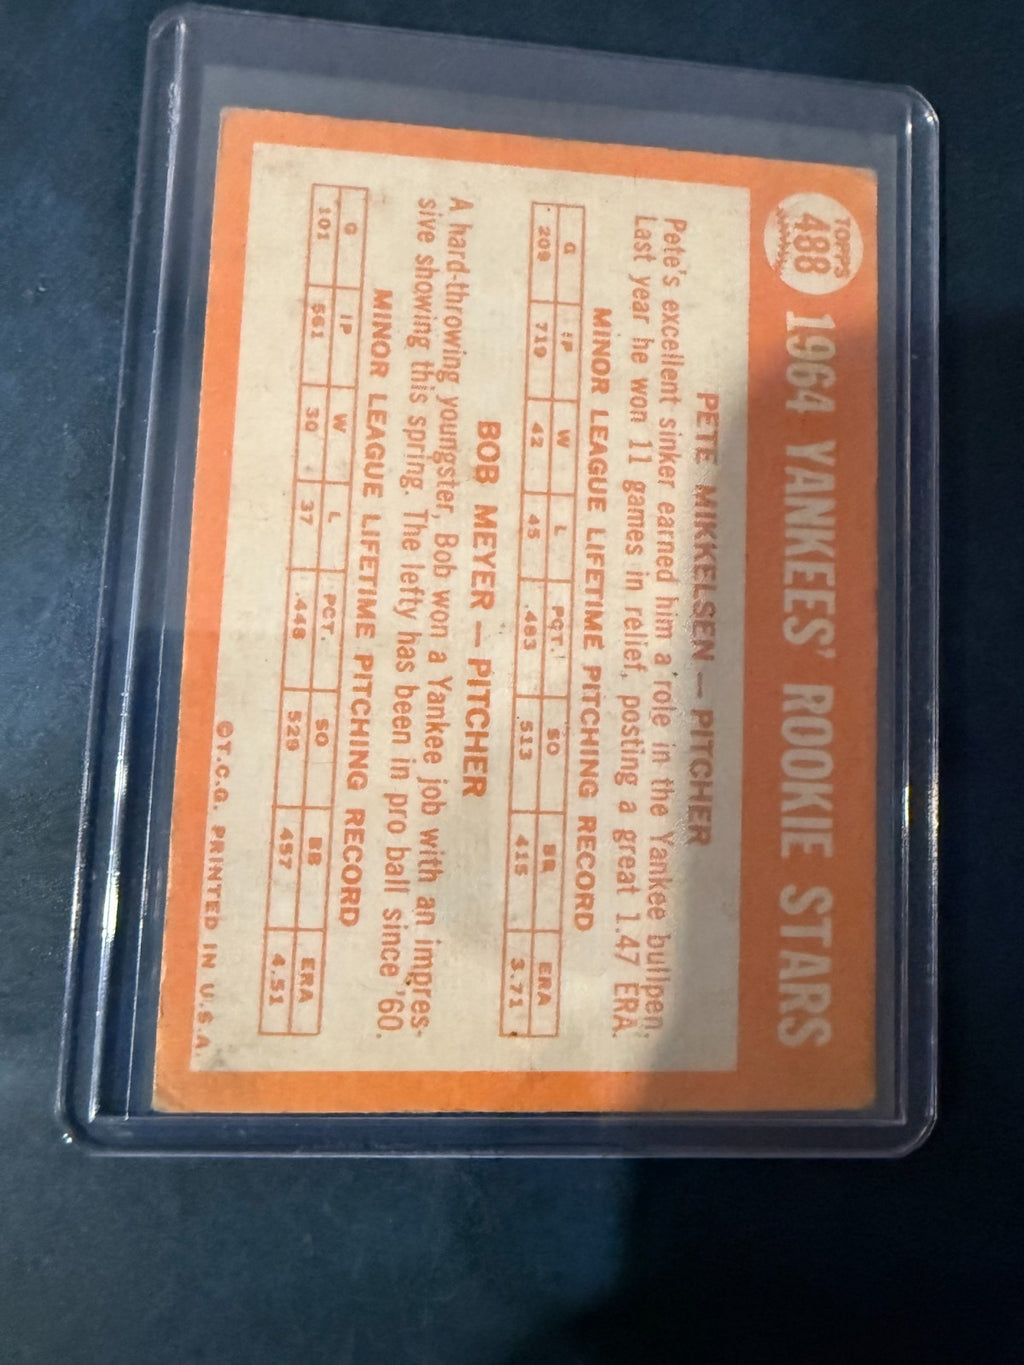 TOPPS
488
1964 YANKEES' ROOKIE STARS
PETE MIKKELSEN — PITCHER
Pete's excellent sinker earned him a role in the Yankee bullpen.
Last year he won 11 games in relief, posting a great 1.47 ERA.
MINOR LEAGUE LIFETIME PITCHING RECORD
G IP W L PCT. SO BB ERA
209 719 42 45 .483 513 415 3.71
BOB MEYER — PITCHER
A hard-throwing youngster, Bob won a Yankee job with an impres-
sive showing this spring. The lefty has been in pro ball since '60.
MINOR LEAGUE LIFETIME PITCHING RECORD
G IP W L PCT. SO BB ERA
101 561 30 37 .448 529 457 4.51
©T.C.G. PRINTED IN U.S.A.